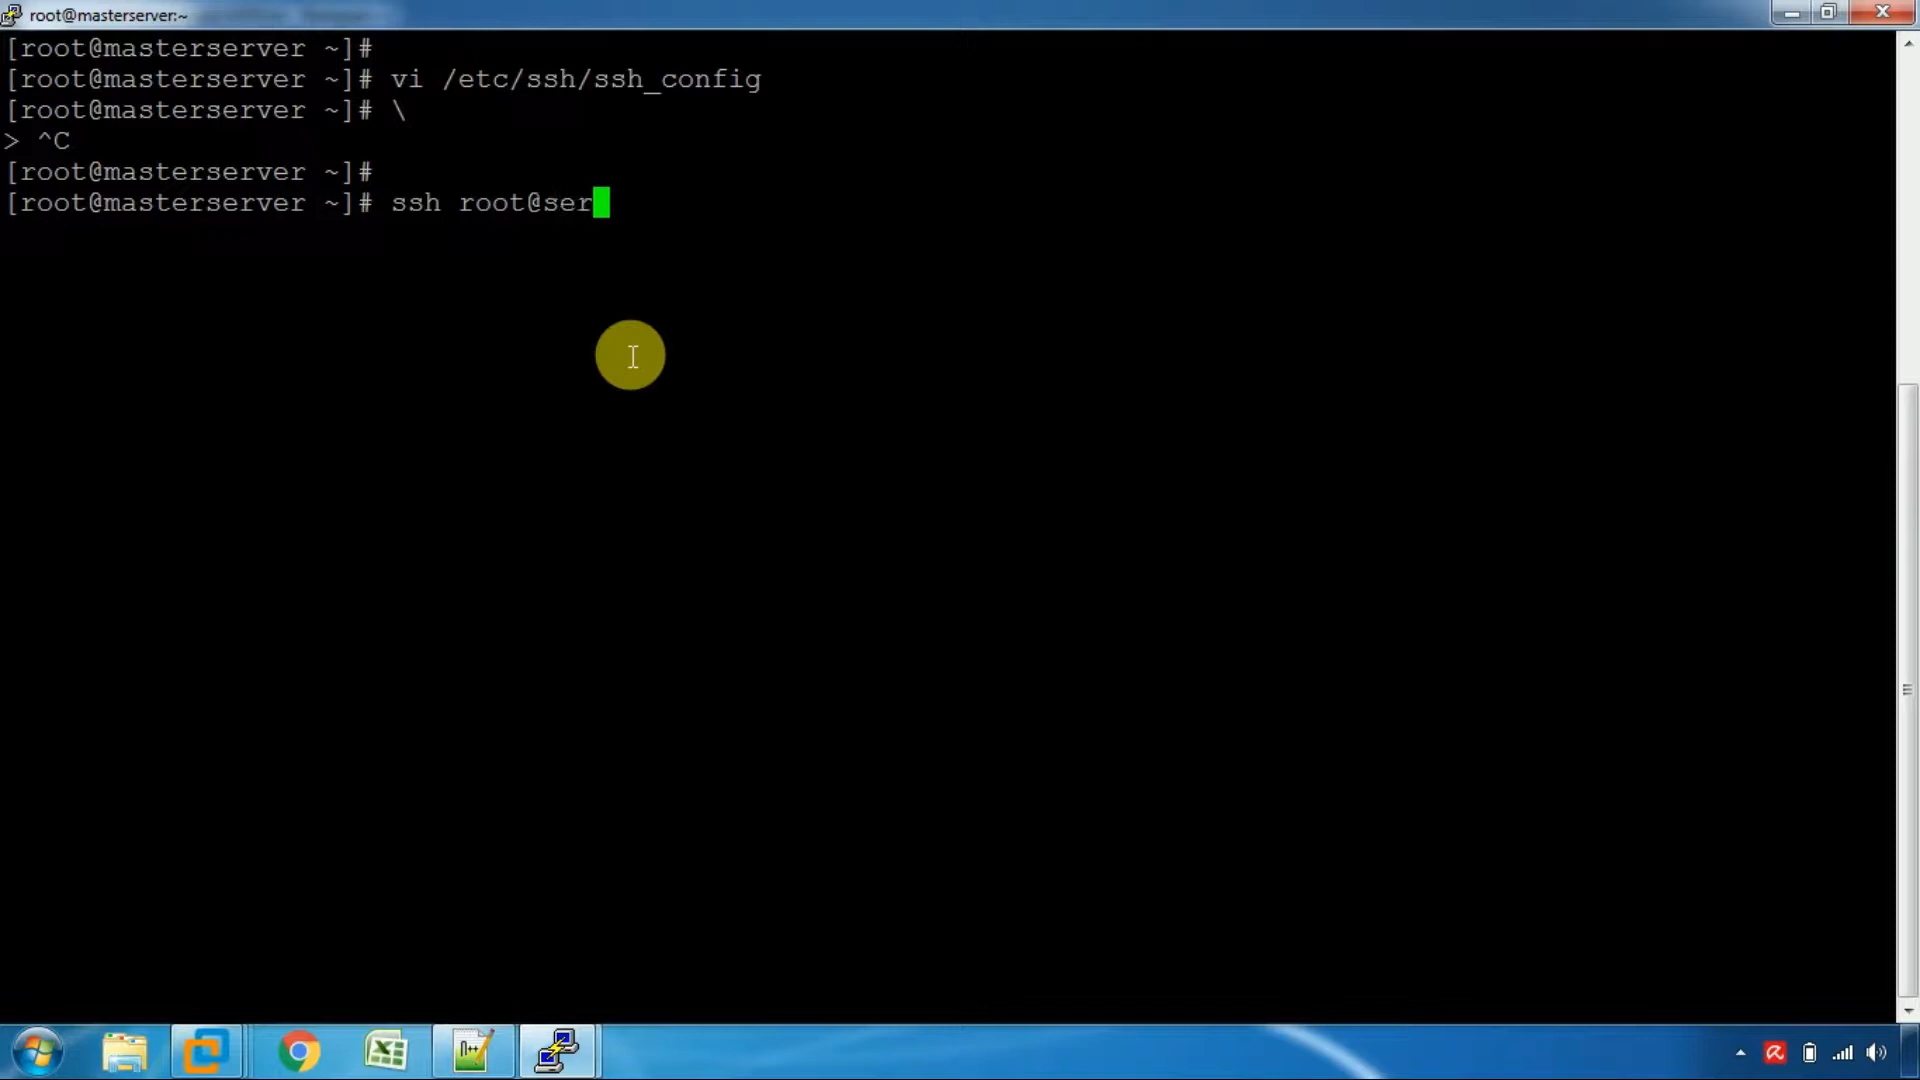 root@masterserver:~
[root@masterserver ~]#
[root@masterserver ~]# vi /etc/ssh/ssh_config
[root@masterserver ~]# \
> ^C
[root@masterserver ~]#
[root@masterserver ~]# ssh root@ser